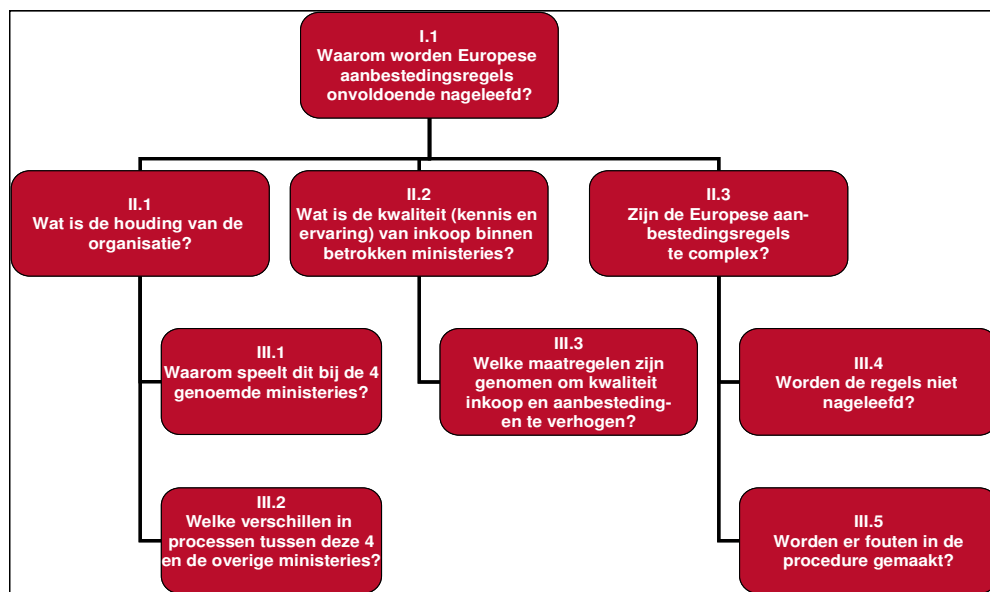 I.1
Waarom worden Europese
aanbestedingsregels
onvoldoende nageleefd?
II.1
Wat is de houding van de
organisatie?
II.2
Wat is de kwaliteit (kennis en
ervaring) van inkoop binnen
betrokken ministeries?
II.3
Zijn de Europese aan-
bestedingsregels
te complex?
III.1
Waarom speelt dit bij de 4
genoemde ministeries?
III.3
Welke maatregelen zijn
genomen om kwaliteit
inkoop en aanbesteding-
en te verhogen?
III.4
Worden de regels niet
nageleefd?
III.2
Welke verschillen in
processen tussen deze 4
en de overige ministeries?
III.5
Worden er fouten in de
procedure gemaakt?